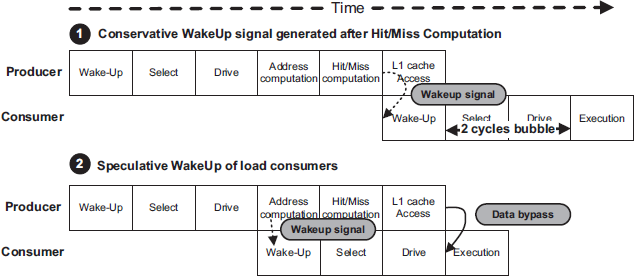 Time
1 Conservative WakeUp signal generated after Hit/Miss Computation
Producer
Wake-Up
Select
Drive
Address computation
Hit/Miss computation
L1 cache Access
Wakeup signal
Consumer
Wake-Up
Select
Drive
Execution
2 cycles bubble
2 Speculative WakeUp of load consumers
Producer
Wake-Up
Select
Drive
Address computation
Hit/Miss computation
L1 cache Access
Data bypass
Wakeup signal
Consumer
Wake-Up
Select
Drive
Execution